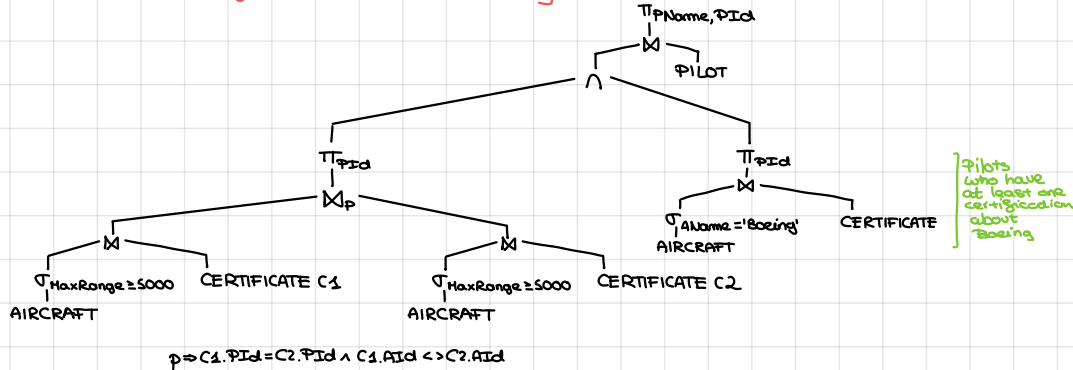 Π PName, PId
⋈
PILOT
∩
Π PId
Π PId
⋈ p
⋈
σ AName = 'Boeing'
CERTIFICATE
AIRCRAFT
Pilots
who have
at least one
certification
about
Boeing
⋈
⋈
σ MaxRange ≥ 5000
CERTIFICATE C1
σ MaxRange ≥ 5000
CERTIFICATE C2
AIRCRAFT
AIRCRAFT
p ⇒ C1.PId = C2.PId ∧ C1.AId <> C2.AId